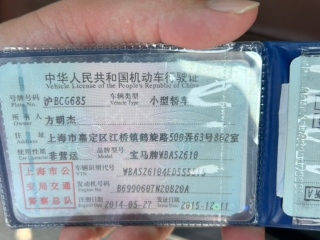 中华人民共和国机动车行驶证
Vehicle License of the People's Republic of China
号牌号码 沪BCG685 车辆类型 小型轿车
Plate No. Vehicle Type
所有人 方明杰
Owner
住址 上海市嘉定区江桥镇鹤旋路500弄63号802室
Address
使用性质 非营运 品牌型号 宝马牌WBAS2610
上海市公
安局交通
警察总队
车辆识别代号
VIN
发动机号码 B699060TN20B20A
注册日期 2014-05-27 发证日期 2015-12-11